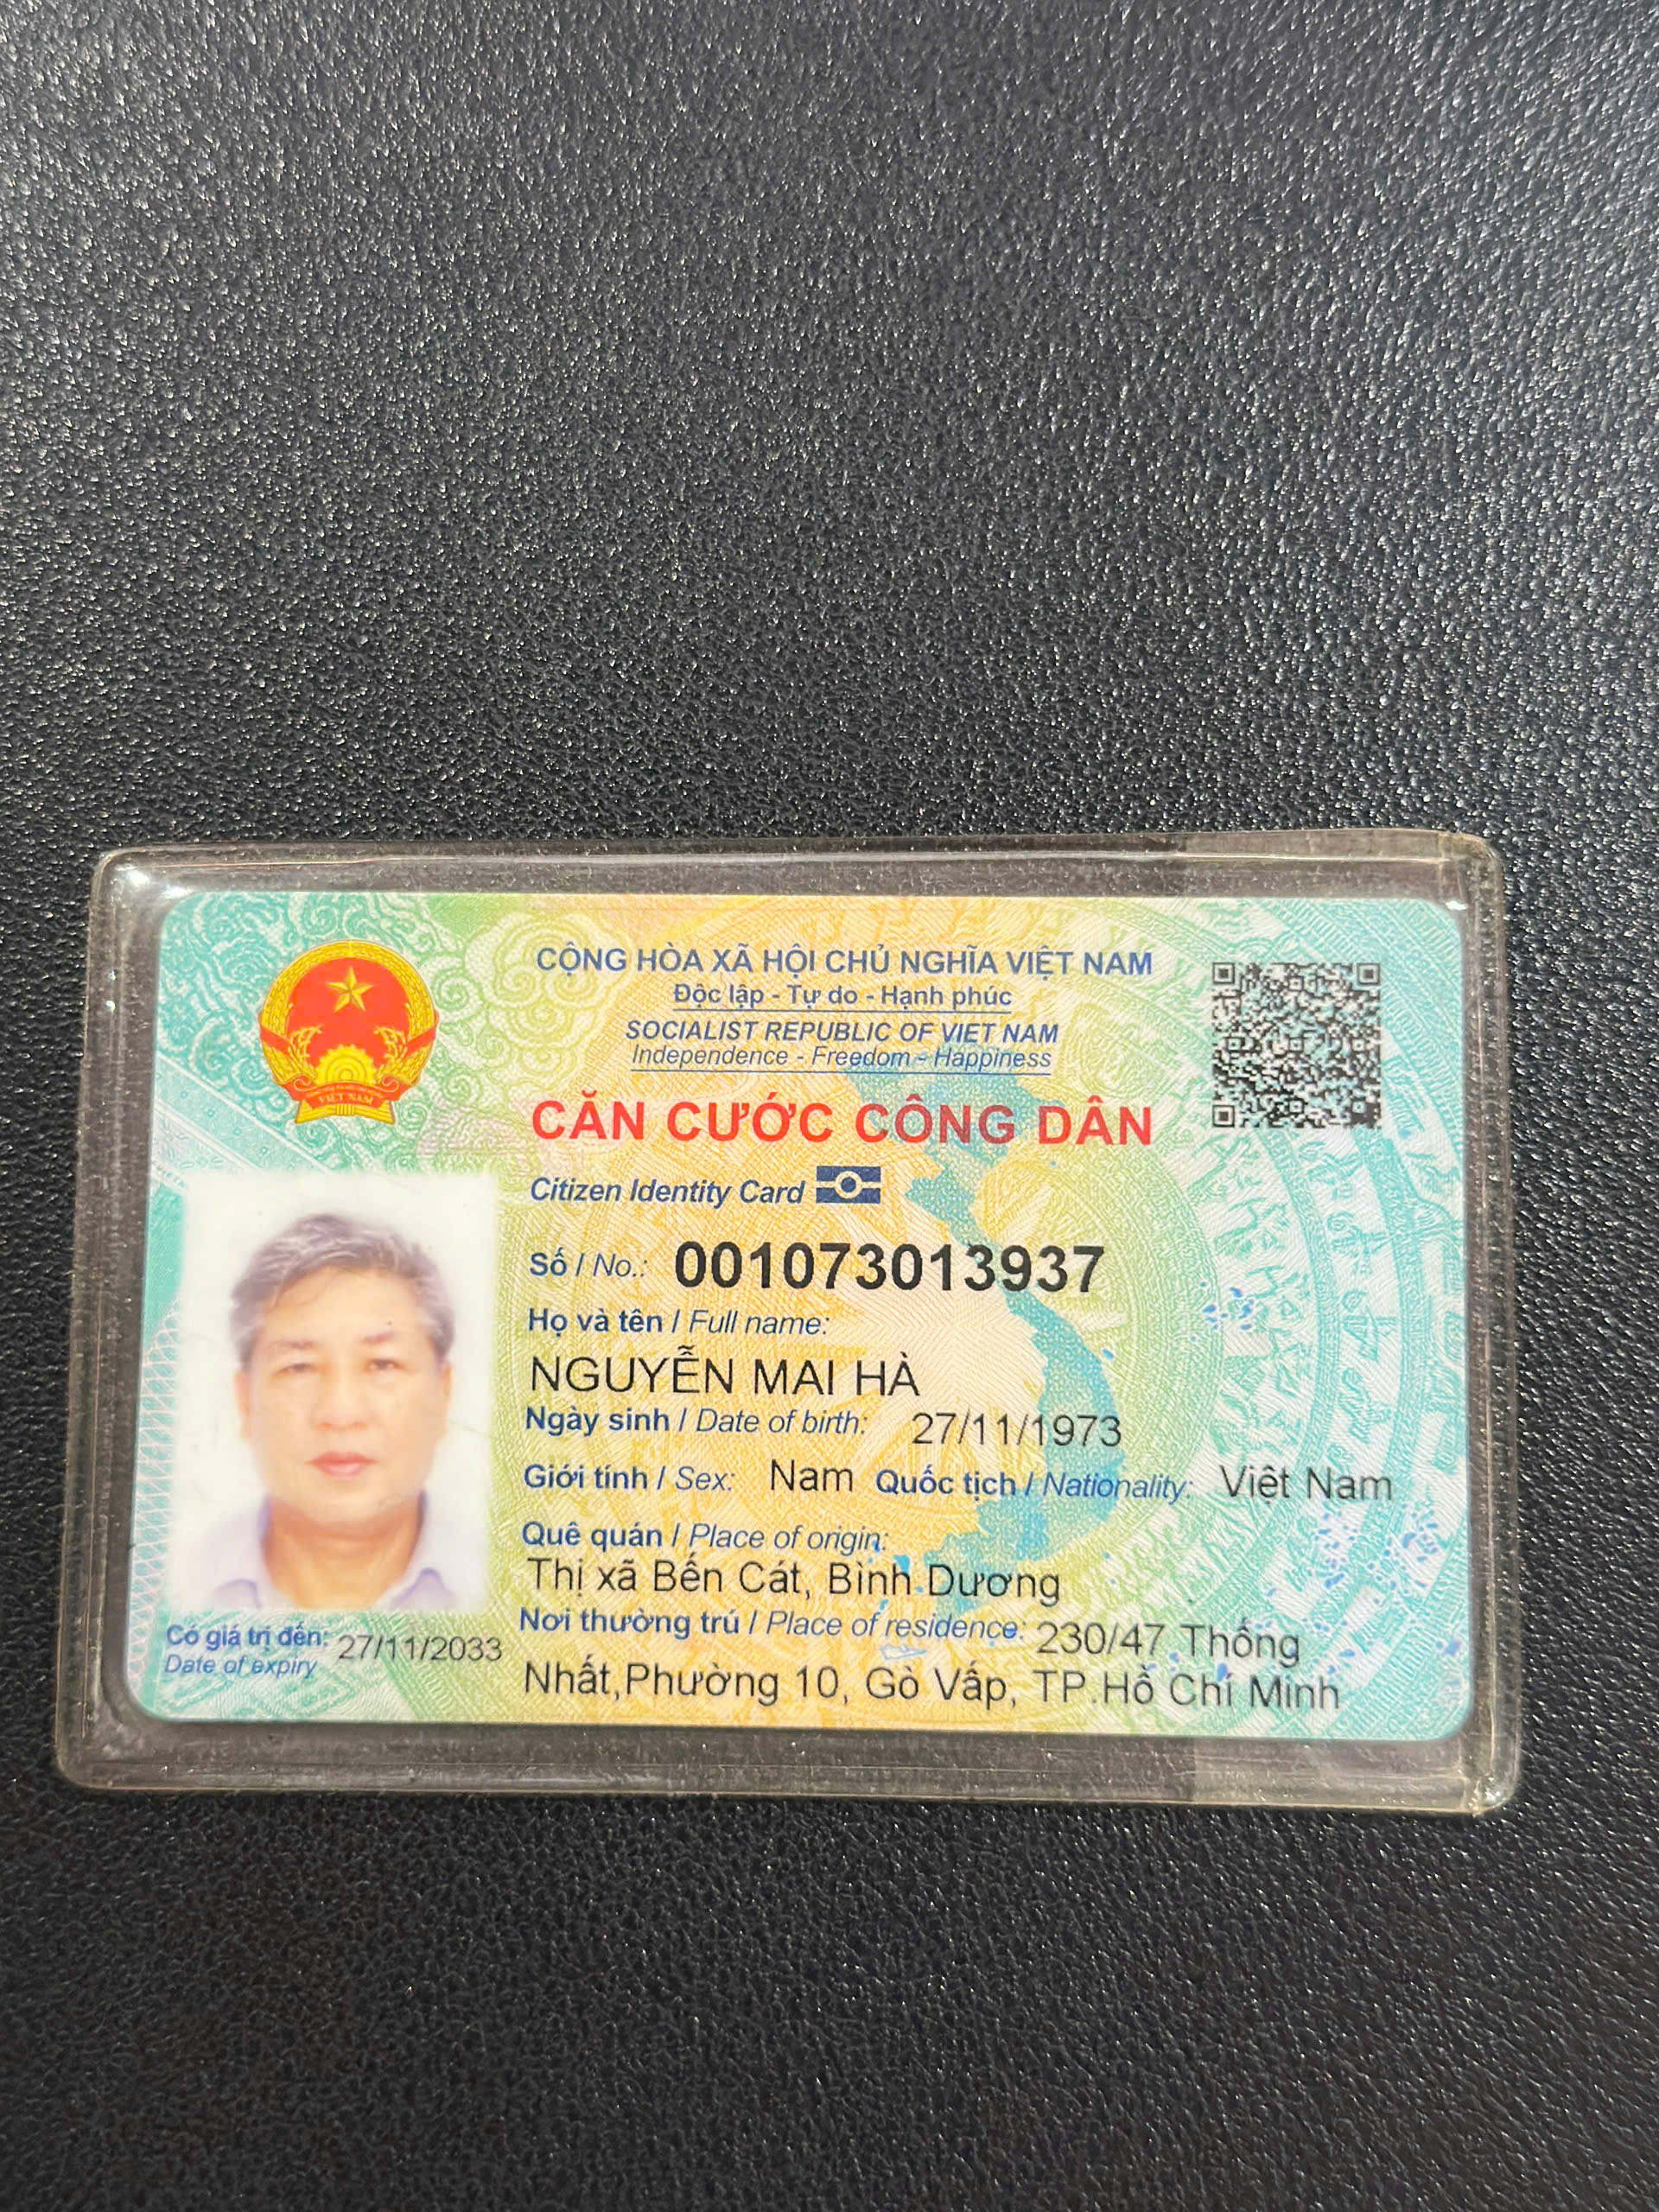 CỘNG HÒA XÃ HỘI CHỦ NGHĨA VIỆT NAM
Độc lập - Tự do - Hạnh phúc
SOCIALIST REPUBLIC OF VIET NAM
Independence - Freedom - Happiness
CĂN CƯỚC CÔNG DÂN
Citizen Identity Card
Số / No.: 001073013937
Họ và tên / Full name:
NGUYỄN MAI HÀ
Ngày sinh / Date of birth: 27/11/1973
Giới tính / Sex: Nam Quốc tịch / Nationality: Việt Nam
Quê quán / Place of origin:
Thị xã Bến Cát, Bình Dương
Nơi thường trú / Place of residence: 230/47 Thống
Nhất,Phường 10, Gò Vấp, TP.Hồ Chí Minh
Có giá trị đến: 27/11/2033
Date of expiry
VIỆT NAM